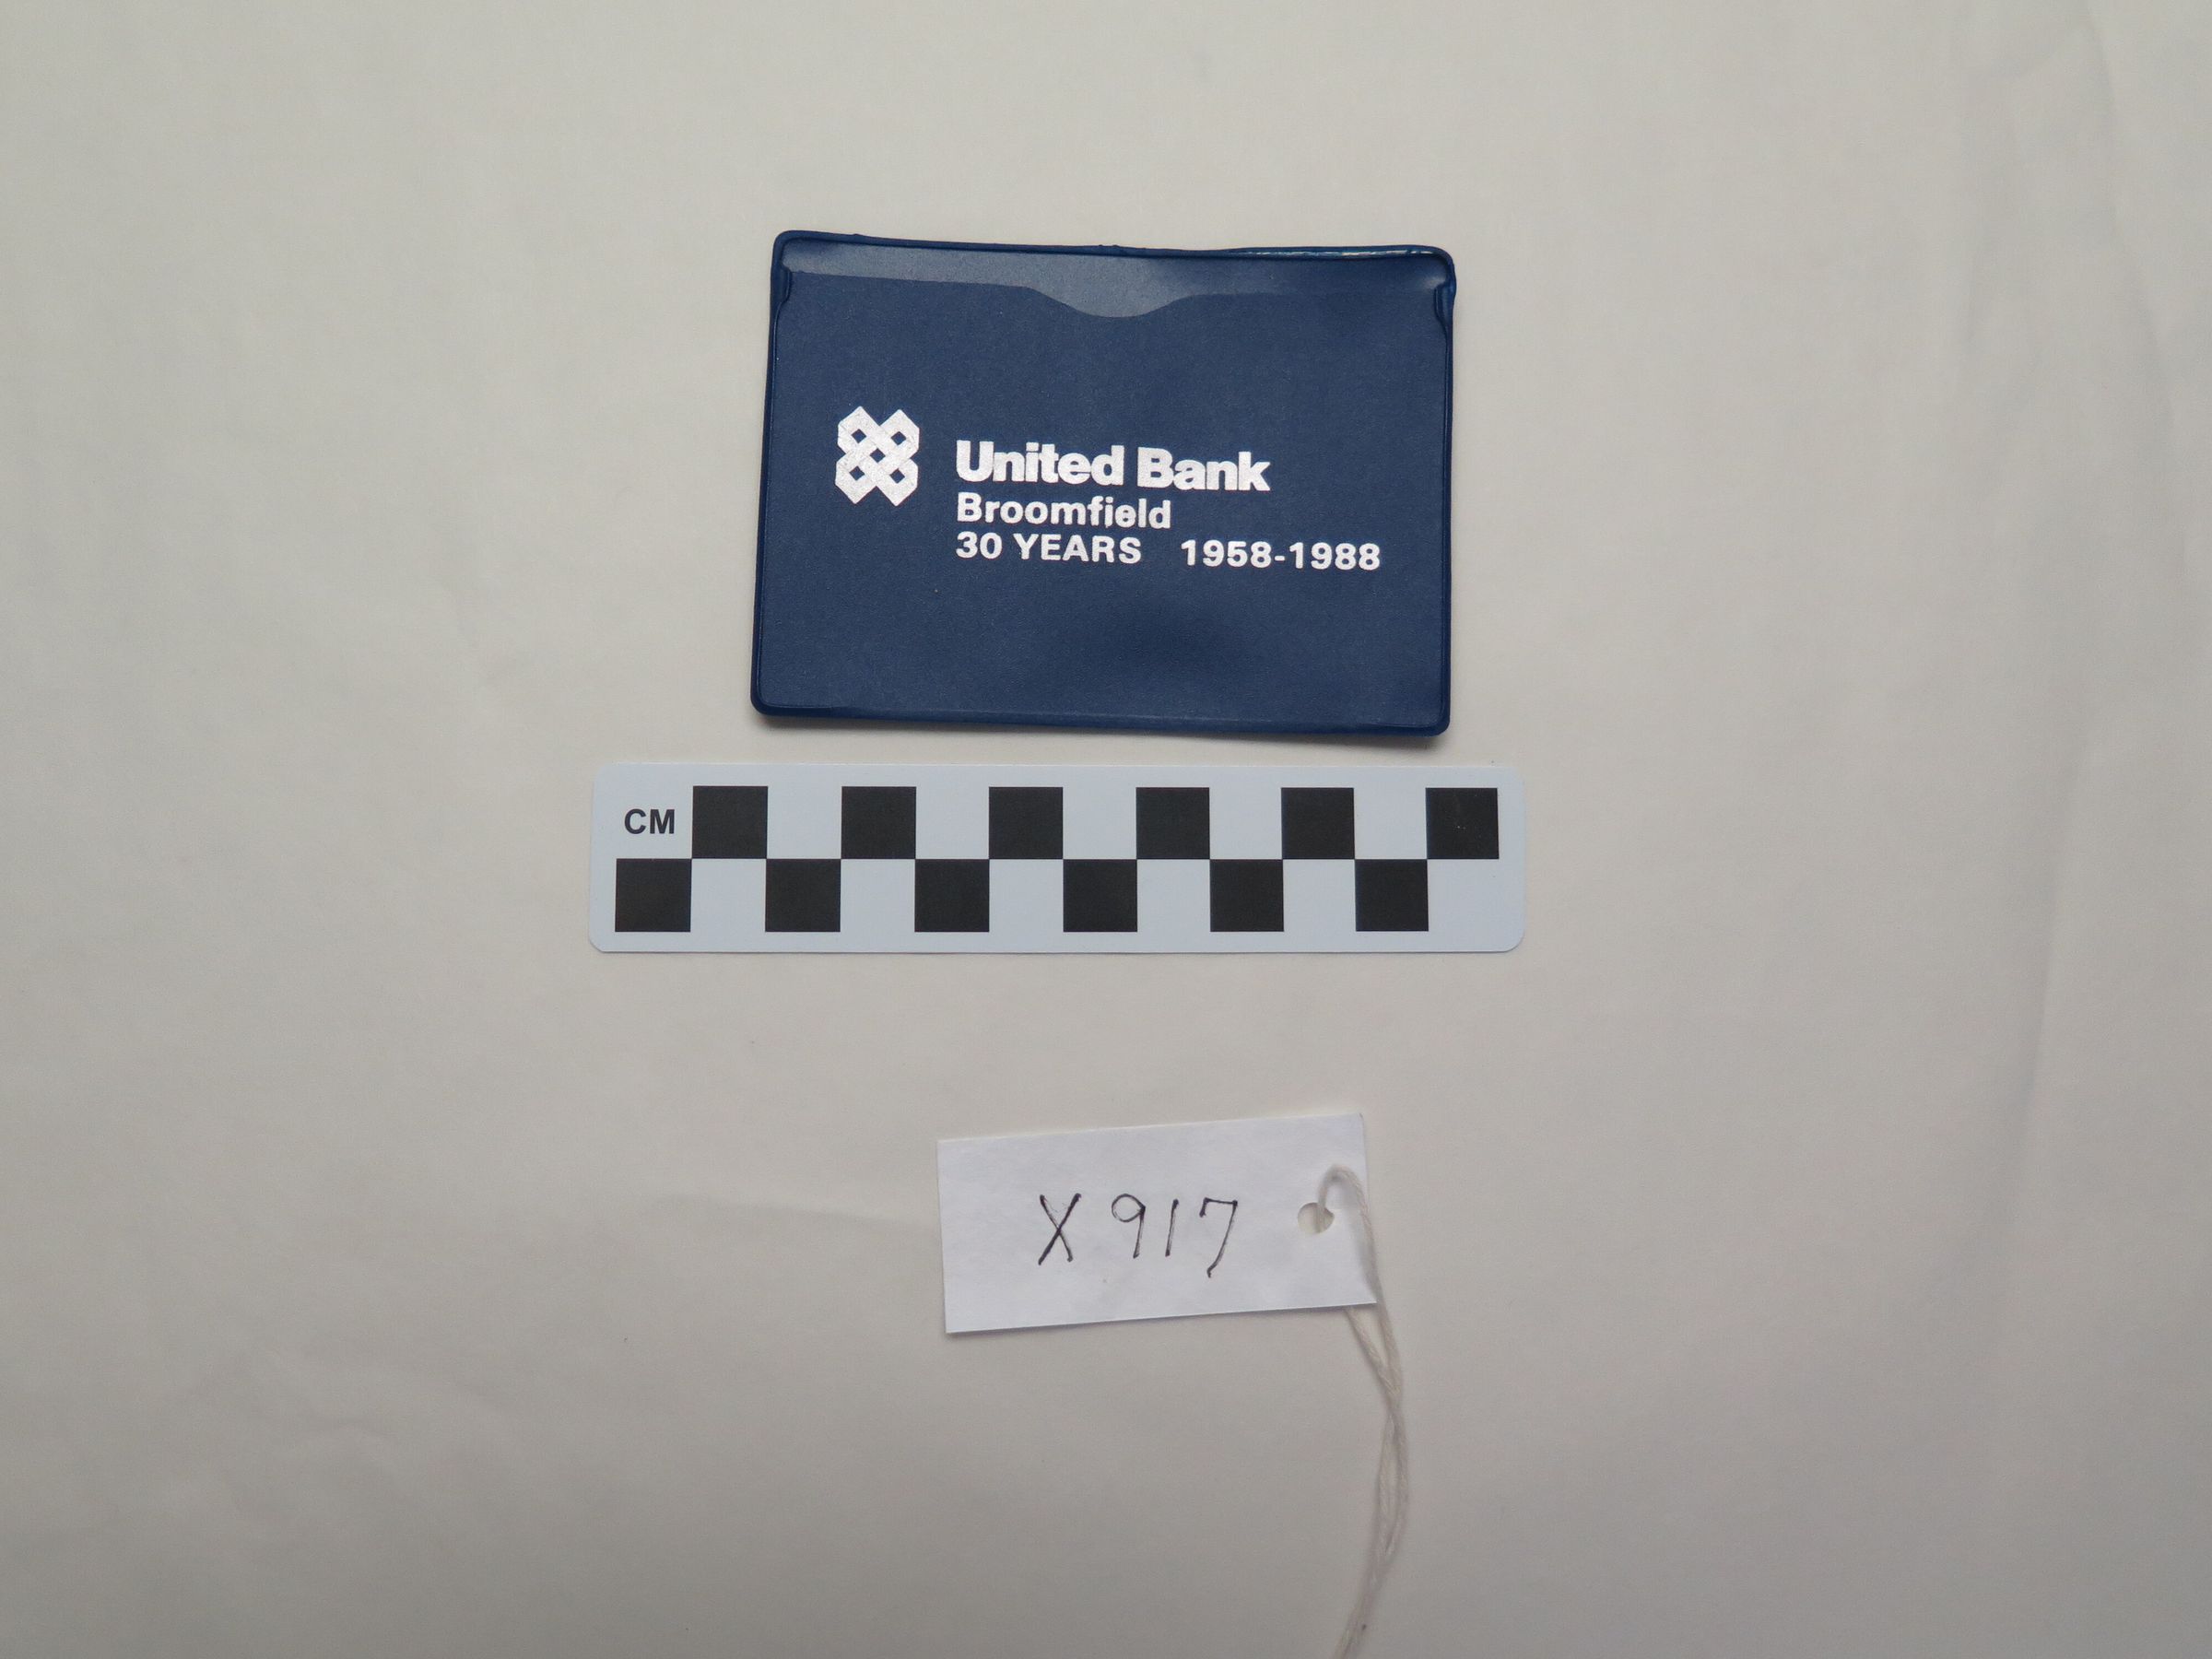 United Bank
Broomfield
30 YEARS 1958-1988
CM
X917